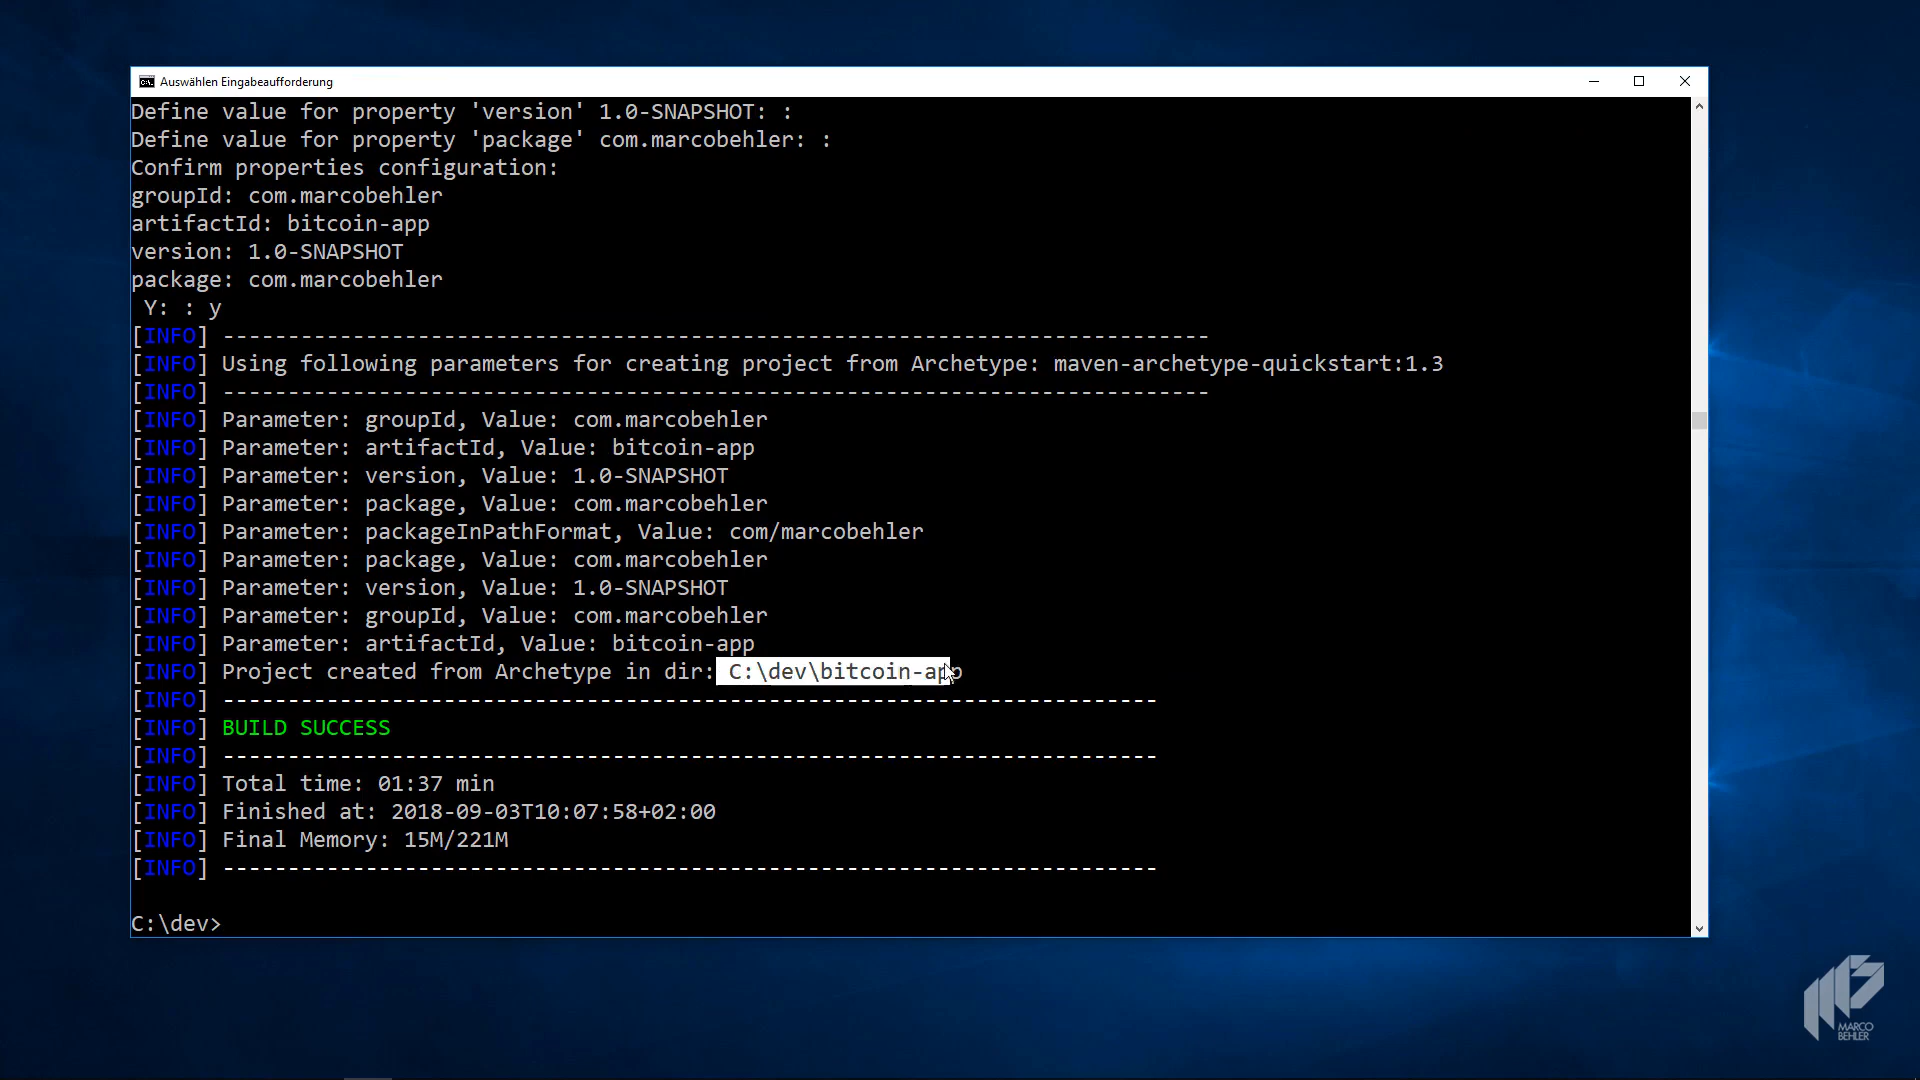 Auswählen Eingabeaufforderung
Define value for property 'version' 1.0-SNAPSHOT: :
Define value for property 'package' com.marcobehler: :
Confirm properties configuration:
groupId: com.marcobehler
artifactId: bitcoin-app
version: 1.0-SNAPSHOT
package: com.marcobehler
 Y: : y
[INFO] ----------------------------------------------------------------------------
[INFO] Using following parameters for creating project from Archetype: maven-archetype-quickstart:1.3
[INFO] ----------------------------------------------------------------------------
[INFO] Parameter: groupId, Value: com.marcobehler
[INFO] Parameter: artifactId, Value: bitcoin-app
[INFO] Parameter: version, Value: 1.0-SNAPSHOT
[INFO] Parameter: package, Value: com.marcobehler
[INFO] Parameter: packageInPathFormat, Value: com/marcobehler
[INFO] Parameter: package, Value: com.marcobehler
[INFO] Parameter: version, Value: 1.0-SNAPSHOT
[INFO] Parameter: groupId, Value: com.marcobehler
[INFO] Parameter: artifactId, Value: bitcoin-app
[INFO] Project created from Archetype in dir: C:\dev\bitcoin-app
[INFO] ------------------------------------------------------------------------
[INFO] BUILD SUCCESS
[INFO] ------------------------------------------------------------------------
[INFO] Total time: 01:37 min
[INFO] Finished at: 2018-09-03T10:07:58+02:00
[INFO] Final Memory: 15M/221M
[INFO] ------------------------------------------------------------------------
C:\dev>
MARCO
BEHLER